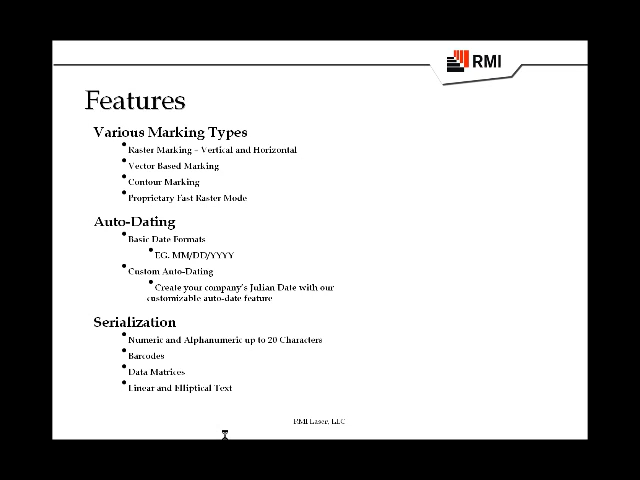 RMI
Features
Various Marking Types
Raster Marking – Vertical and Horizontal
Vector Based Marking
Contour Marking
Proprietary Fast Raster Mode
Auto-Dating
Basic Date Formats
EG. MM/DD/YYYY
Custom Auto-Dating
Create your company's Julian Date with our
customizable auto-date feature
Serialization
Numeric and Alphanumeric up to 20 Characters
Barcodes
Data Matrices
Linear and Elliptical Text
RMI Laser, LLC